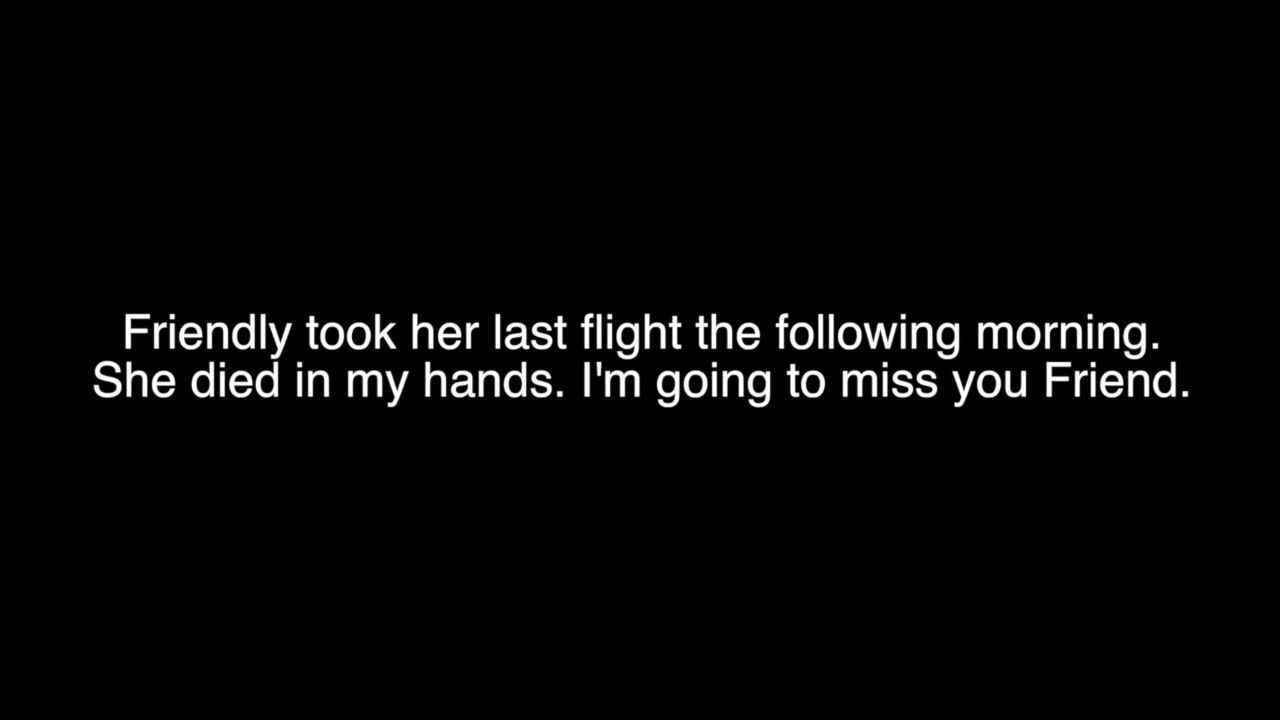 Friendly took her last flight the following morning.
She died in my hands. I'm going to miss you Friend.